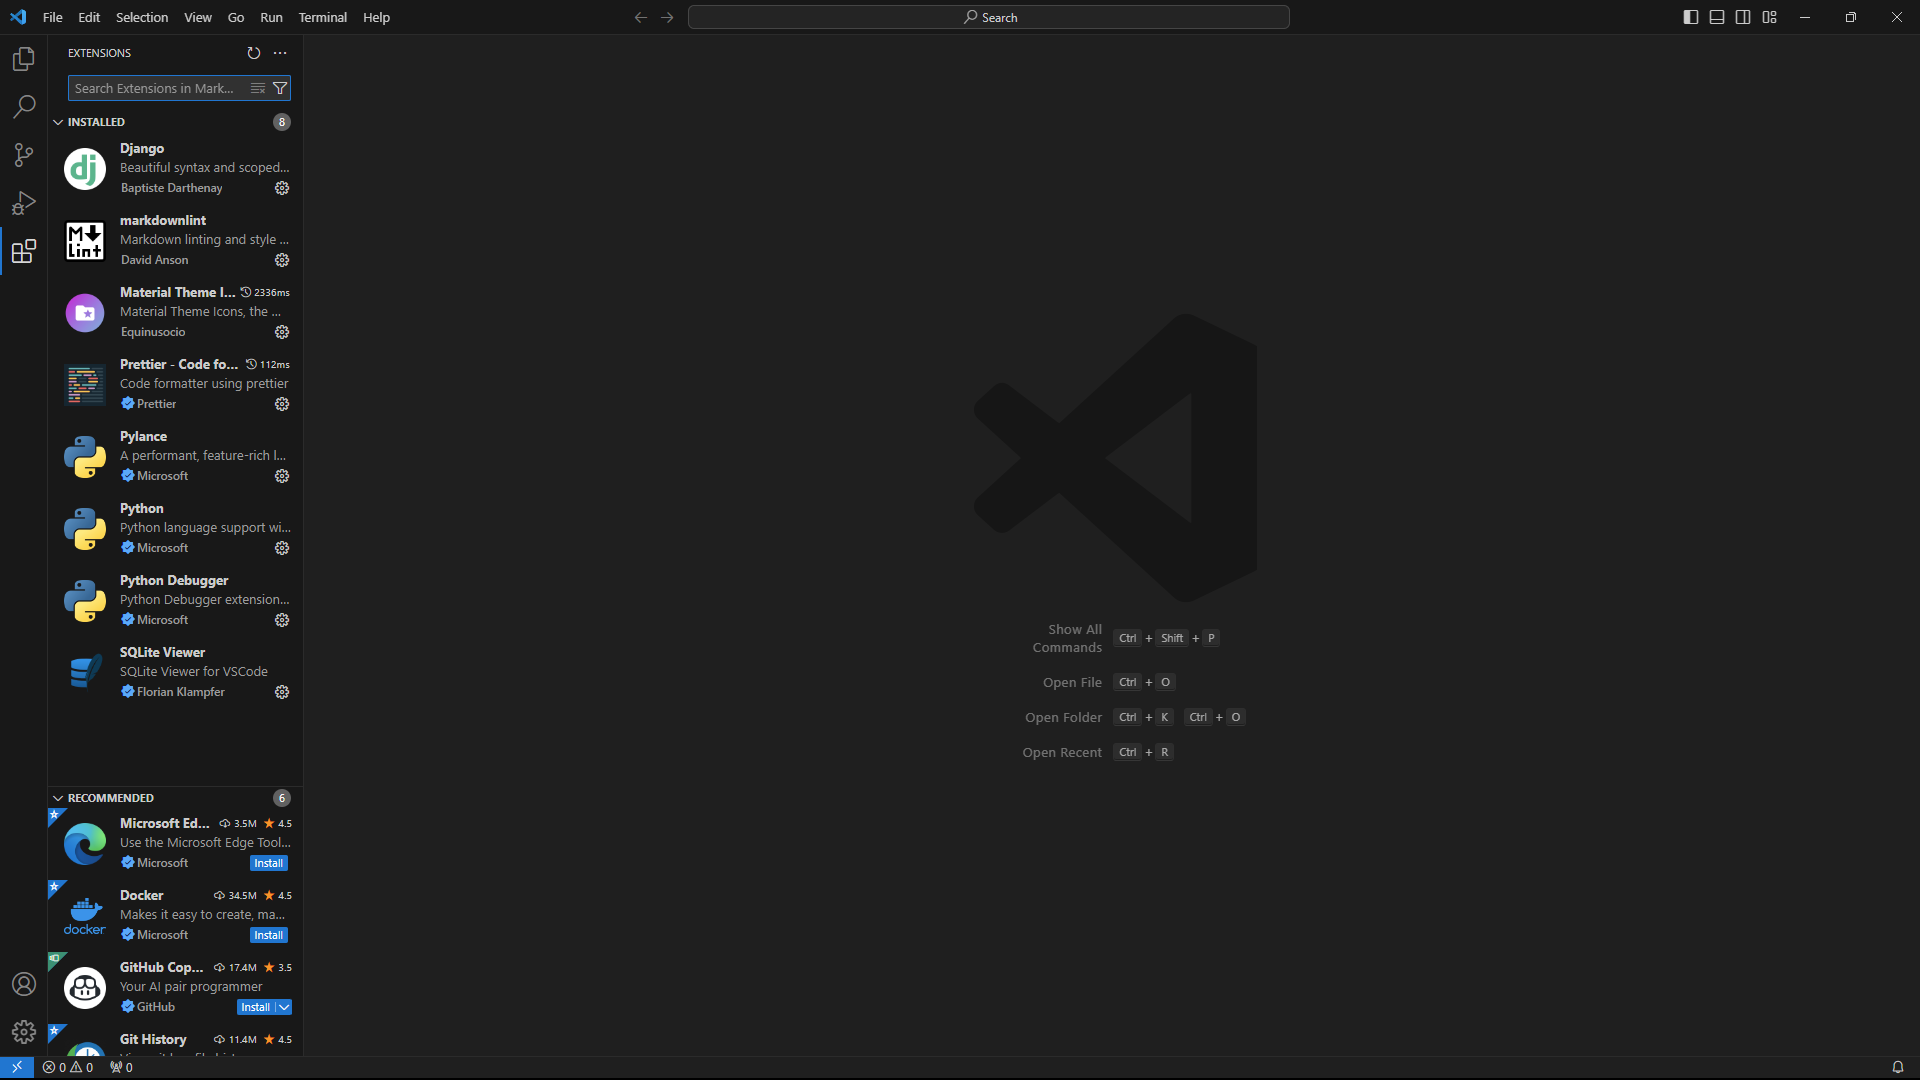 File Edit Selection View Go Run Terminal Help
Search
EXTENSIONS
Search Extensions in Mark...
INSTALLED 8
Django
Beautiful syntax and scoped...
Baptiste Darthenay
markdownlint
Markdown linting and style ...
David Anson
Material Theme I... 2336ms
Material Theme Icons, the ...
Equinusocio
Prettier - Code fo... 112ms
Code formatter using prettier
Prettier
Pylance
A performant, feature-rich l...
Microsoft
Python
Python language support wi...
Microsoft
Python Debugger
Python Debugger extension...
Microsoft
SQLite Viewer
SQLite Viewer for VSCode
Florian Klampfer
RECOMMENDED 6
Microsoft Ed... 3.5M 4.5
Use the Microsoft Edge Tool...
Microsoft Install
Docker 34.5M 4.5
Makes it easy to create, ma...
Microsoft Install
GitHub Cop... 17.4M 3.5
Your AI pair programmer
GitHub Install
Git History 11.4M 4.5
dj
M Lint
docker
Show All Commands Ctrl + Shift + P
Open File Ctrl + O
Open Folder Ctrl + K Ctrl + O
Open Recent Ctrl + R
0 0 0